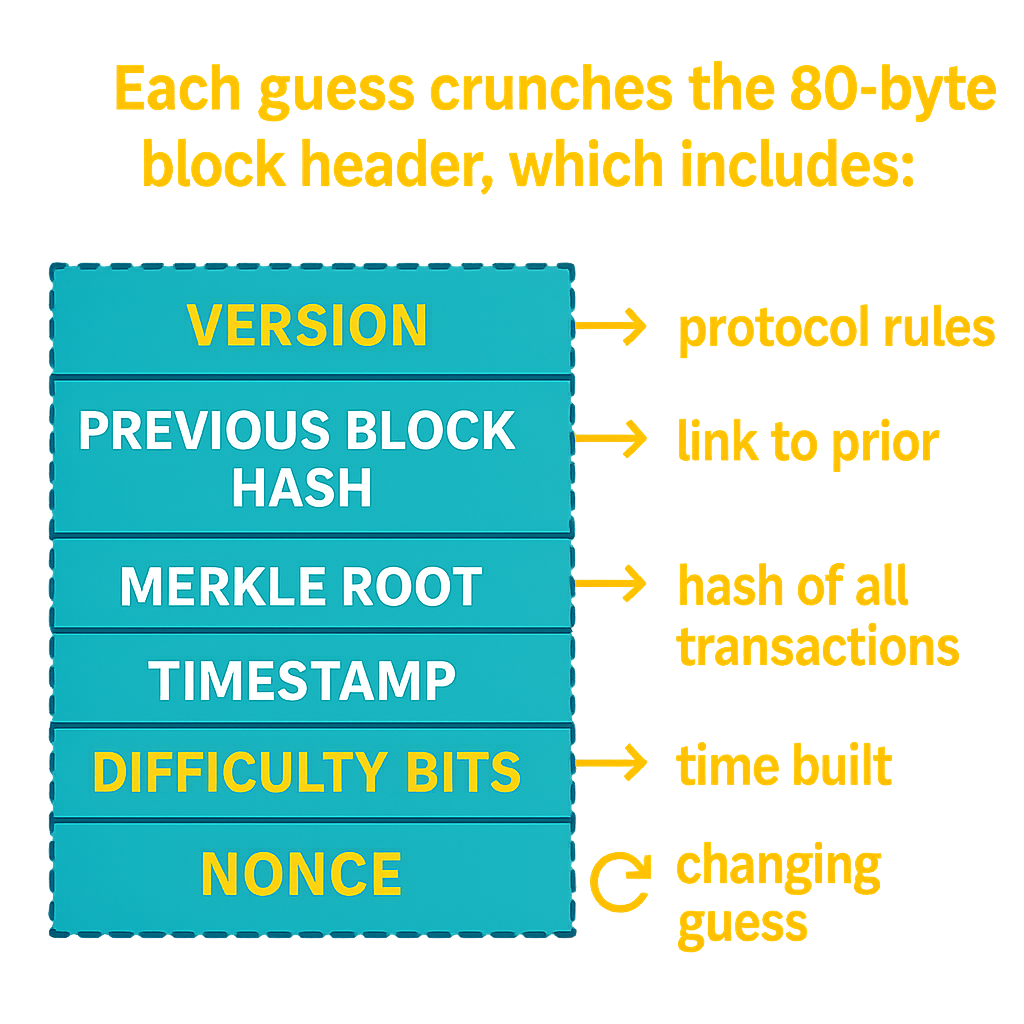 Each guess crunches the 80-byte
block header, which includes:
VERSION
protocol rules
PREVIOUS BLOCK
HASH
link to prior
MERKLE ROOT
hash of all
transactions
TIMESTAMP
DIFFICULTY BITS
time built
NONCE
changing
guess